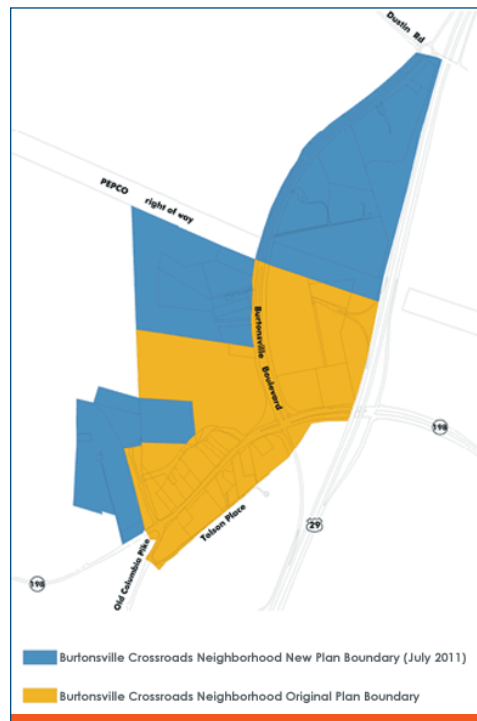 Dustin Rd
PEPCO right of way
Burtonsville Boulevard
198
Tolson Place
29
Old Columbia Pike
198
Burtonsville Crossroads Neighborhood New Plan Boundary (July 2011)
Burtonsville Crossroads Neighborhood Original Plan Boundary